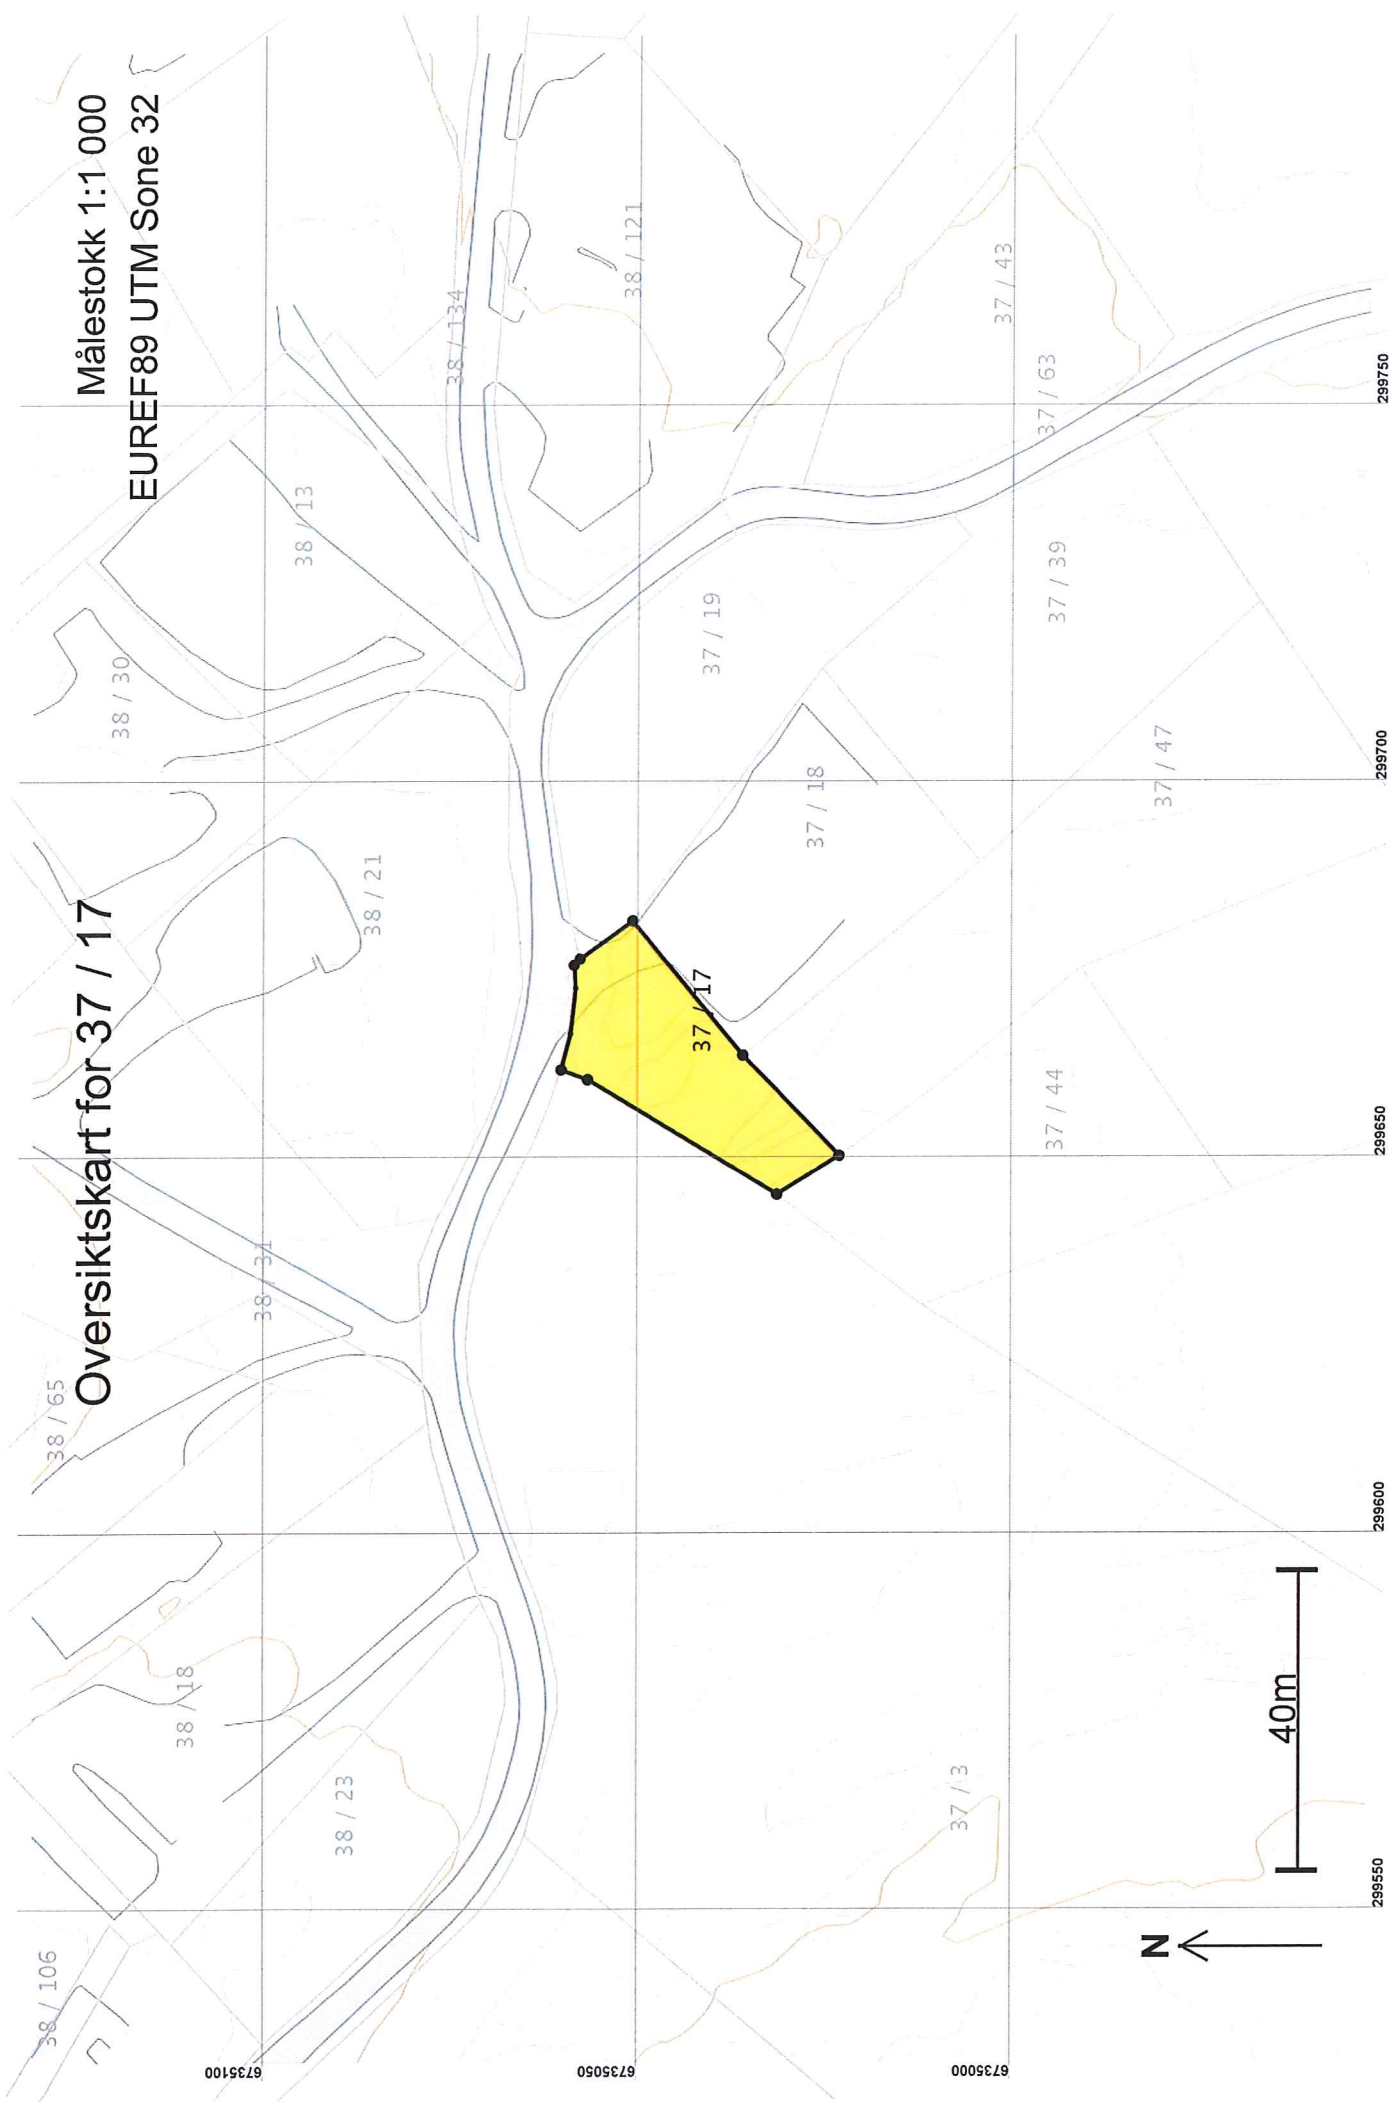 Oversiktskart for 37 / 17
Målestokk 1:1 000
EUREF89 UTM Sone 32
38 / 106
38 / 65
38 / 30
38 / 18
38 / 31
38 / 13
38 / 23
38 / 21
38 / 134
38 / 121
37 / 17
37 / 19
37 / 18
37 / 3
37 / 44
37 / 39
37 / 63
37 / 43
37 / 47
N
40m
6735100
6735050
6735000
299550
299600
299650
299700
299750